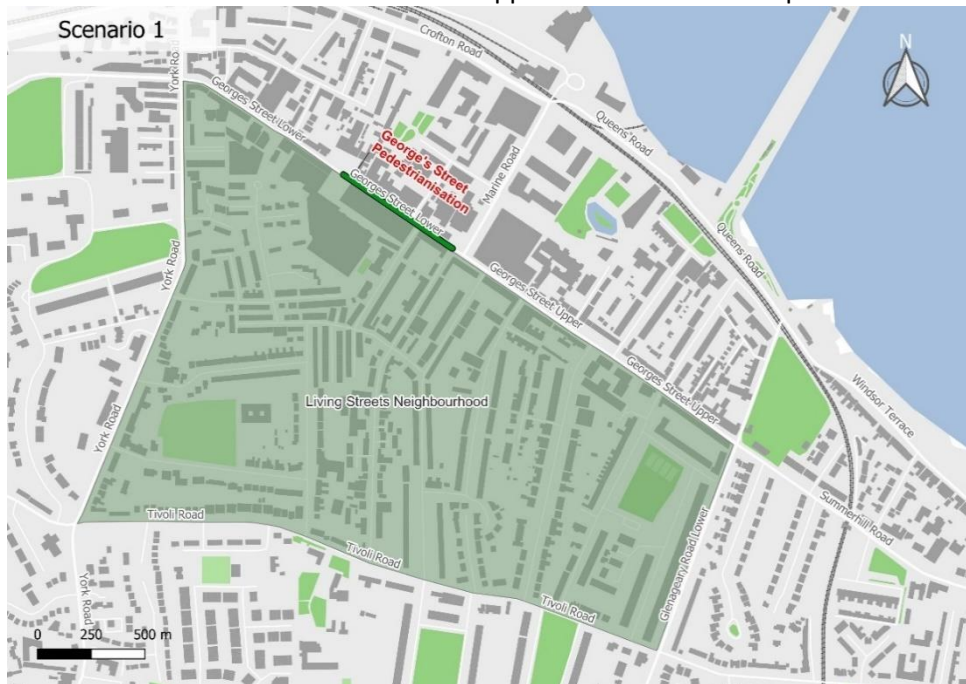 Scenario 1
Crofton Road
N
York Road
Georges Street Lower
Queens Road
George's Street
Pedestrianisation
Marine Road
Georges Street Lower
York Road
Queens Road
Georges Street Upper
Georges Street Upper
Windsor Terrace
Living Streets Neighbourhood
York Road
Summerhill Road
Tivoli Road
Tivoli Road
Glenageary Road Lower
York Road
Tivoli Road
0 250 500 m